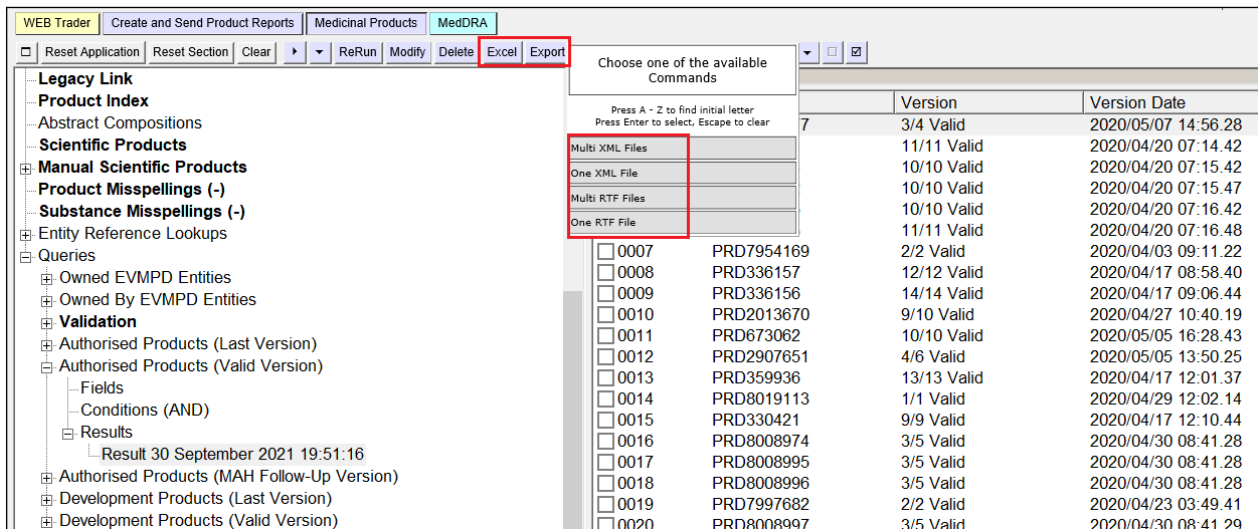 WEB Trader Create and Send Product Reports Medicinal Products MedDRA
Reset Application Reset Section Clear ReRun Modify Delete Excel Export
Choose one of the available
Commands
Press A - Z to find initial letter
Press Enter to select, Escape to clear
Multi XML Files
One XML File
Multi RTF Files
One RTF File
Legacy Link
Product Index
Abstract Compositions
Scientific Products
Manual Scientific Products
Product Misspellings (-)
Substance Misspellings (-)
Entity Reference Lookups
Queries
Owned EVMPD Entities
Owned By EVMPD Entities
Validation
Authorised Products (Last Version)
Authorised Products (Valid Version)
Fields
Conditions (AND)
Results
Result 30 September 2021 19:51:16
Authorised Products (MAH Follow-Up Version)
Development Products (Last Version)
Development Products (Valid Version)
Version Version Date
7 3/4 Valid 2020/05/07 14:56.28
11/11 Valid 2020/04/20 07:14.42
10/10 Valid 2020/04/20 07:15.42
10/10 Valid 2020/04/20 07:15.47
10/10 Valid 2020/04/20 07:16.42
11/11 Valid 2020/04/20 07:16.48
0007 PRD7954169 2/2 Valid 2020/04/03 09:11.22
0008 PRD336157 12/12 Valid 2020/04/17 08:58.40
0009 PRD336156 14/14 Valid 2020/04/17 09:06.44
0010 PRD2013670 9/10 Valid 2020/04/27 10:40.19
0011 PRD673062 10/10 Valid 2020/05/05 16:28.43
0012 PRD2907651 4/6 Valid 2020/05/05 13:50.25
0013 PRD359936 13/13 Valid 2020/04/17 12:01.37
0014 PRD8019113 1/1 Valid 2020/04/29 12:02.14
0015 PRD330421 9/9 Valid 2020/04/17 12:10.44
0016 PRD8008974 3/5 Valid 2020/04/30 08:41.28
0017 PRD8008995 3/5 Valid 2020/04/30 08:41.28
0018 PRD8008996 3/5 Valid 2020/04/30 08:41.28
0019 PRD7997682 2/2 Valid 2020/04/23 03:49.41
0020 PRD8008997 3/5 Valid 2020/04/30 08:41.29